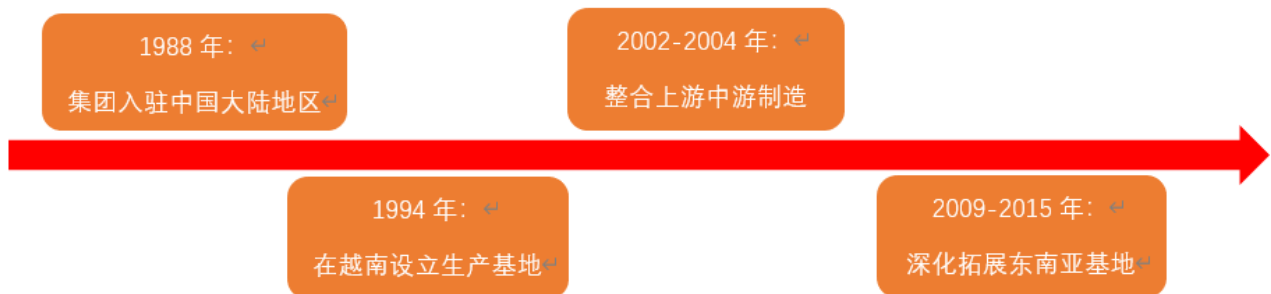 1988 年：
集团入驻中国大陆地区
1994 年：
在越南设立生产基地
2002-2004 年：
整合上游中游制造
2009-2015 年：
深化拓展东南亚基地